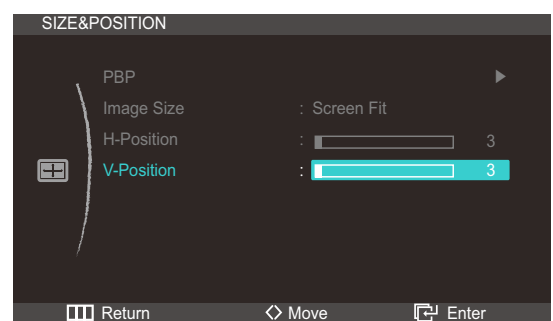 SIZE&POSITION
PBP
Image Size : Screen Fit
H-Position : 3
V-Position : 3
Return Move Enter